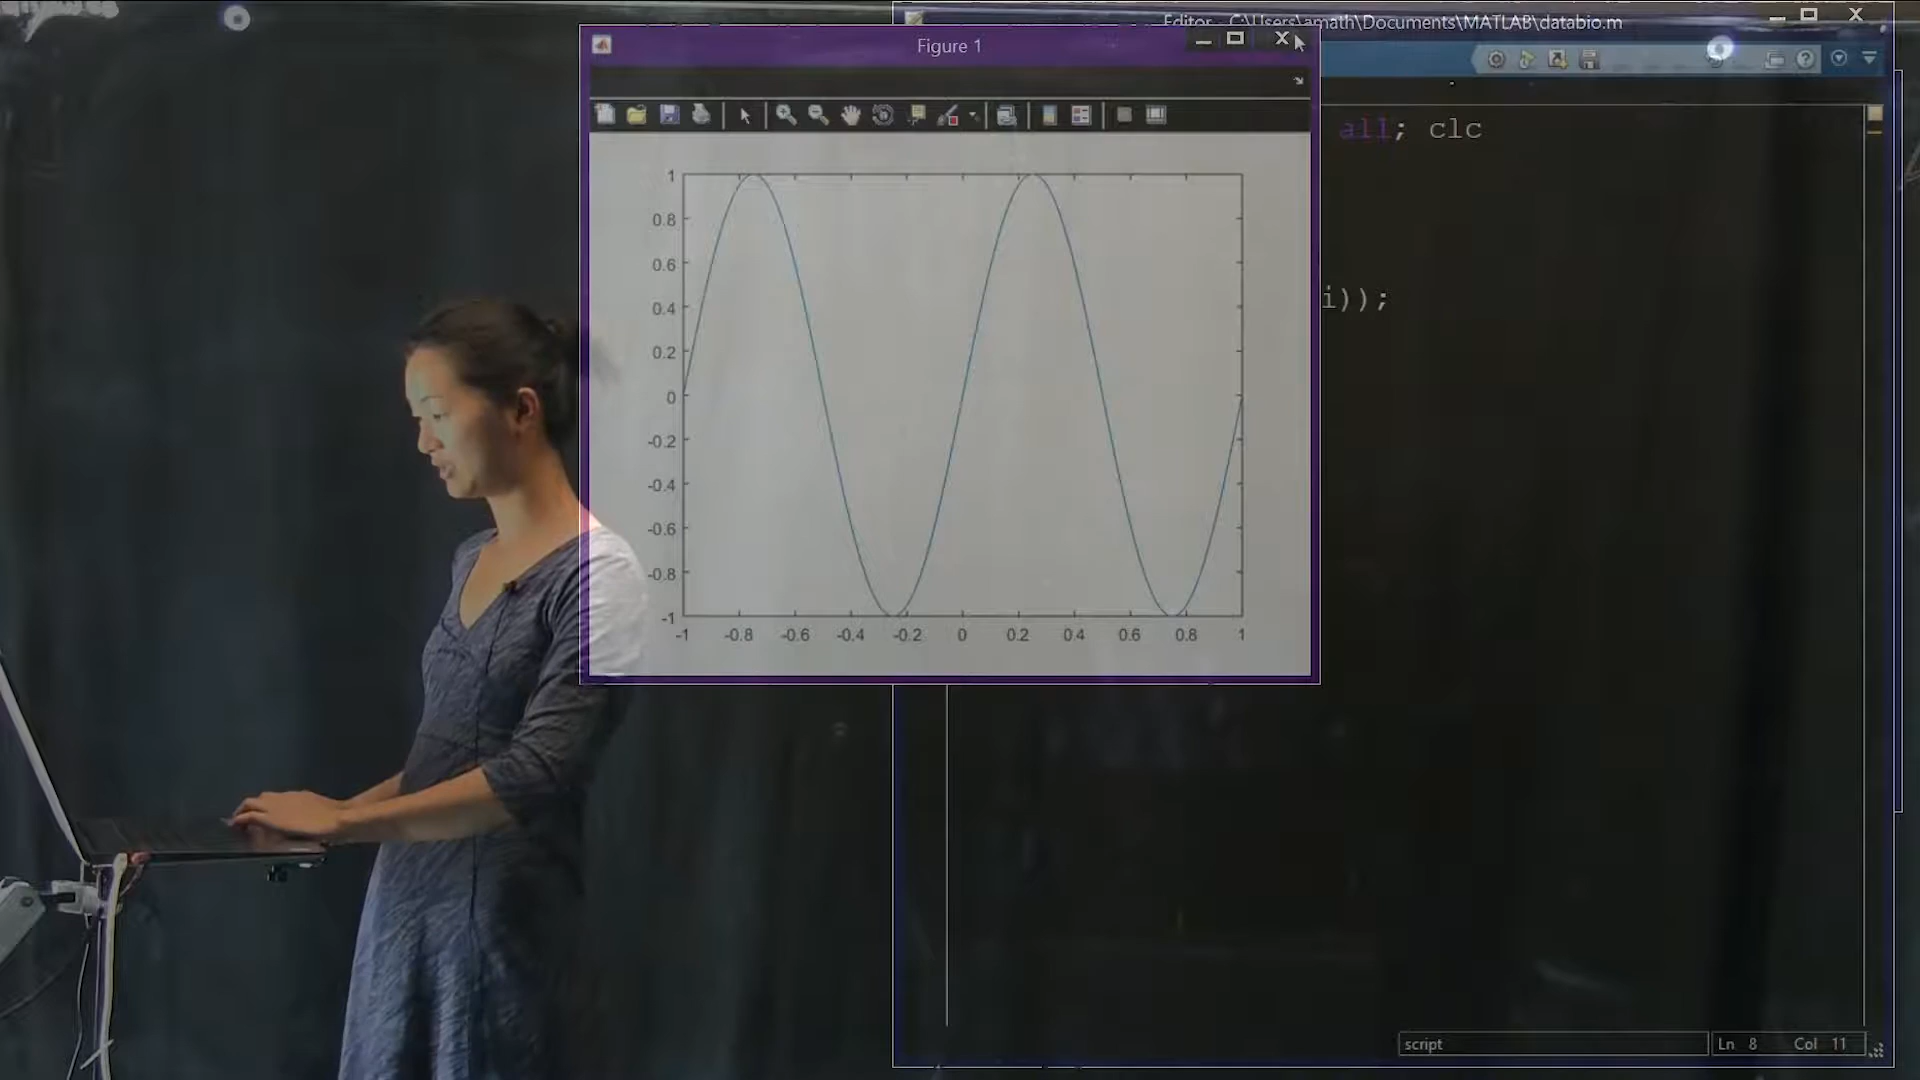 Editor - C:\Users\amath\Documents\MATLAB\databio.m
Figure 1
all; clc
i));
1
0.8
0.6
0.4
0.2
0
-0.2
-0.4
-0.6
-0.8
-1
-1 -0.8 -0.6 -0.4 -0.2 0 0.2 0.4 0.6 0.8 1
script
Ln 8 Col 11